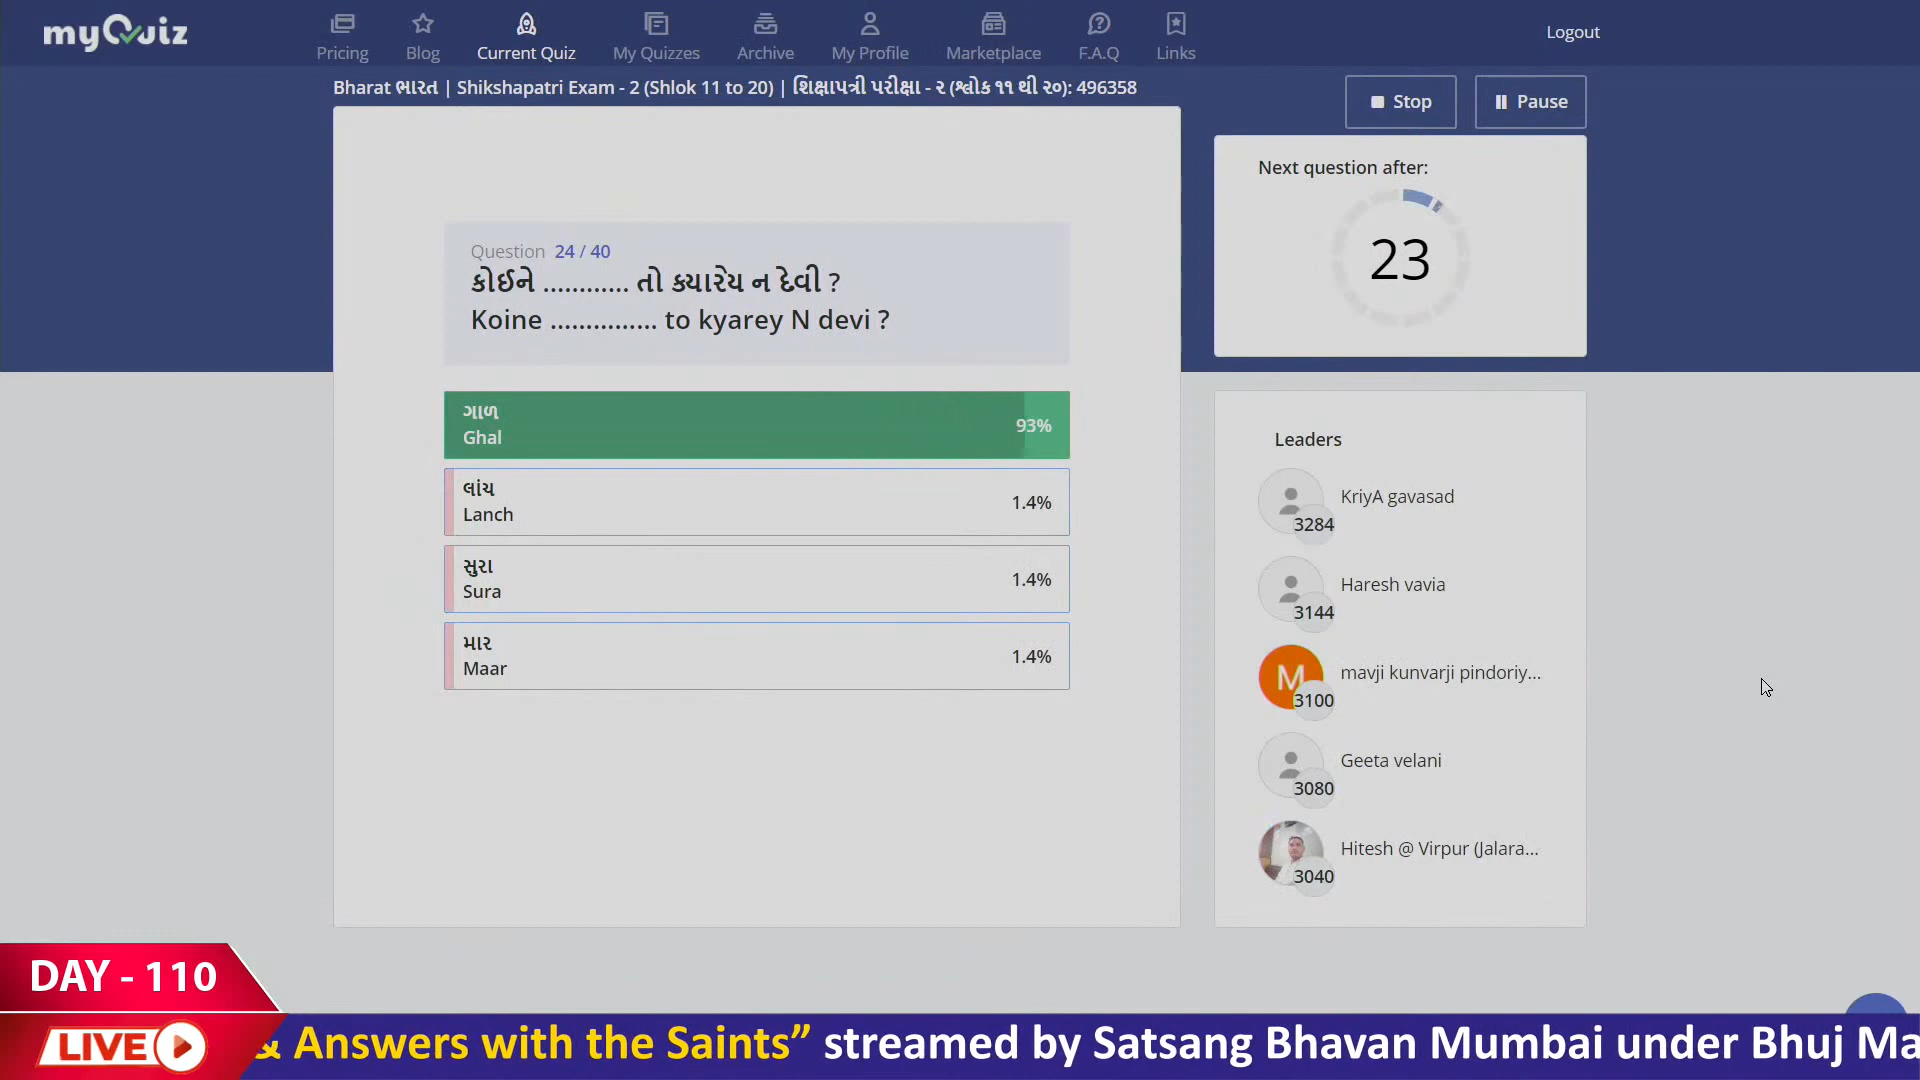 myQuiz
Pricing
Blog
Current Quiz
My Quizzes
Archive
My Profile
Marketplace
F.A.Q
Links
Logout
Bharat ભારત | Shikshapatri Exam - 2 (Shlok 11 to 20) | શિક્ષાપત્રી પરીક્ષા - ૨ (શ્લોક ૧૧ થી ૨૦): 496358
Stop
Pause
Question 24 / 40
કોઈને ............ તો ક્યારેય ન દેવી ?
Koine ............... to kyarey N devi ?
ગાળ
Ghal
93%
લાંચ
Lanch
1.4%
સુરા
Sura
1.4%
માર
Maar
1.4%
Next question after:
23
Leaders
KriyA gavasad
3284
Haresh vavia
3144
M
mavji kunvarji pindoriy...
3100
Geeta velani
3080
Hitesh @ Virpur (Jalara...
3040
DAY - 110
LIVE
& Answers with the Saints” streamed by Satsang Bhavan Mumbai under Bhuj Ma